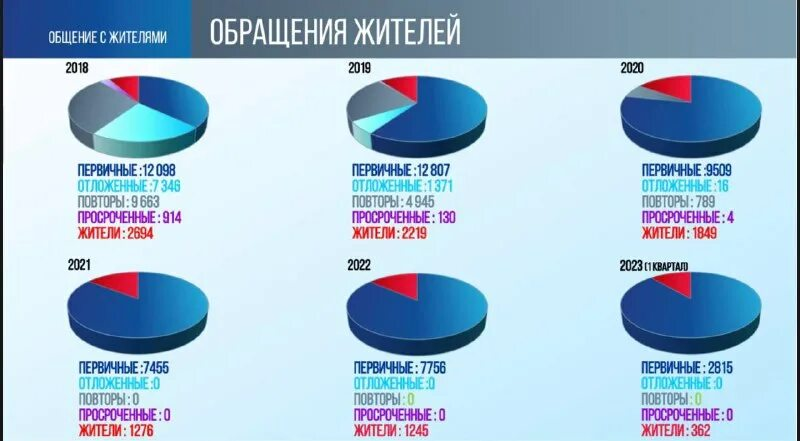 ОБЩЕНИЕ С ЖИТЕЛЯМИ
ОБРАЩЕНИЯ ЖИТЕЛЕЙ
2018
ПЕРВИЧНЫЕ :12 098
ОТЛОЖЕННЫЕ:7 346
ПОВТОРЫ : 9 663
ПРОСРОЧЕННЫЕ : 914
ЖИТЕЛИ : 2694
2019
ПЕРВИЧНЫЕ :12 807
ОТЛОЖЕННЫЕ :1 371
ПОВТОРЫ : 4 945
ПРОСРОЧЕННЫЕ : 130
ЖИТЕЛИ : 2219
2020
ПЕРВИЧНЫЕ :9509
ОТЛОЖЕННЫЕ :16
ПОВТОРЫ : 789
ПРОСРОЧЕННЫЕ : 4
ЖИТЕЛИ : 1849
2021
ПЕРВИЧНЫЕ :7455
ОТЛОЖЕННЫЕ :0
ПОВТОРЫ : 0
ПРОСРОЧЕННЫЕ : 0
ЖИТЕЛИ : 1276
2022
ПЕРВИЧНЫЕ : 7756
ОТЛОЖЕННЫЕ :0
ПОВТОРЫ : 0
ПРОСРОЧЕННЫЕ : 0
ЖИТЕЛИ : 1245
2023 (1 КВАРТАЛ)
ПЕРВИЧНЫЕ : 2815
ОТЛОЖЕННЫЕ :0
ПОВТОРЫ : 0
ПРОСРОЧЕННЫЕ : 0
ЖИТЕЛИ : 362